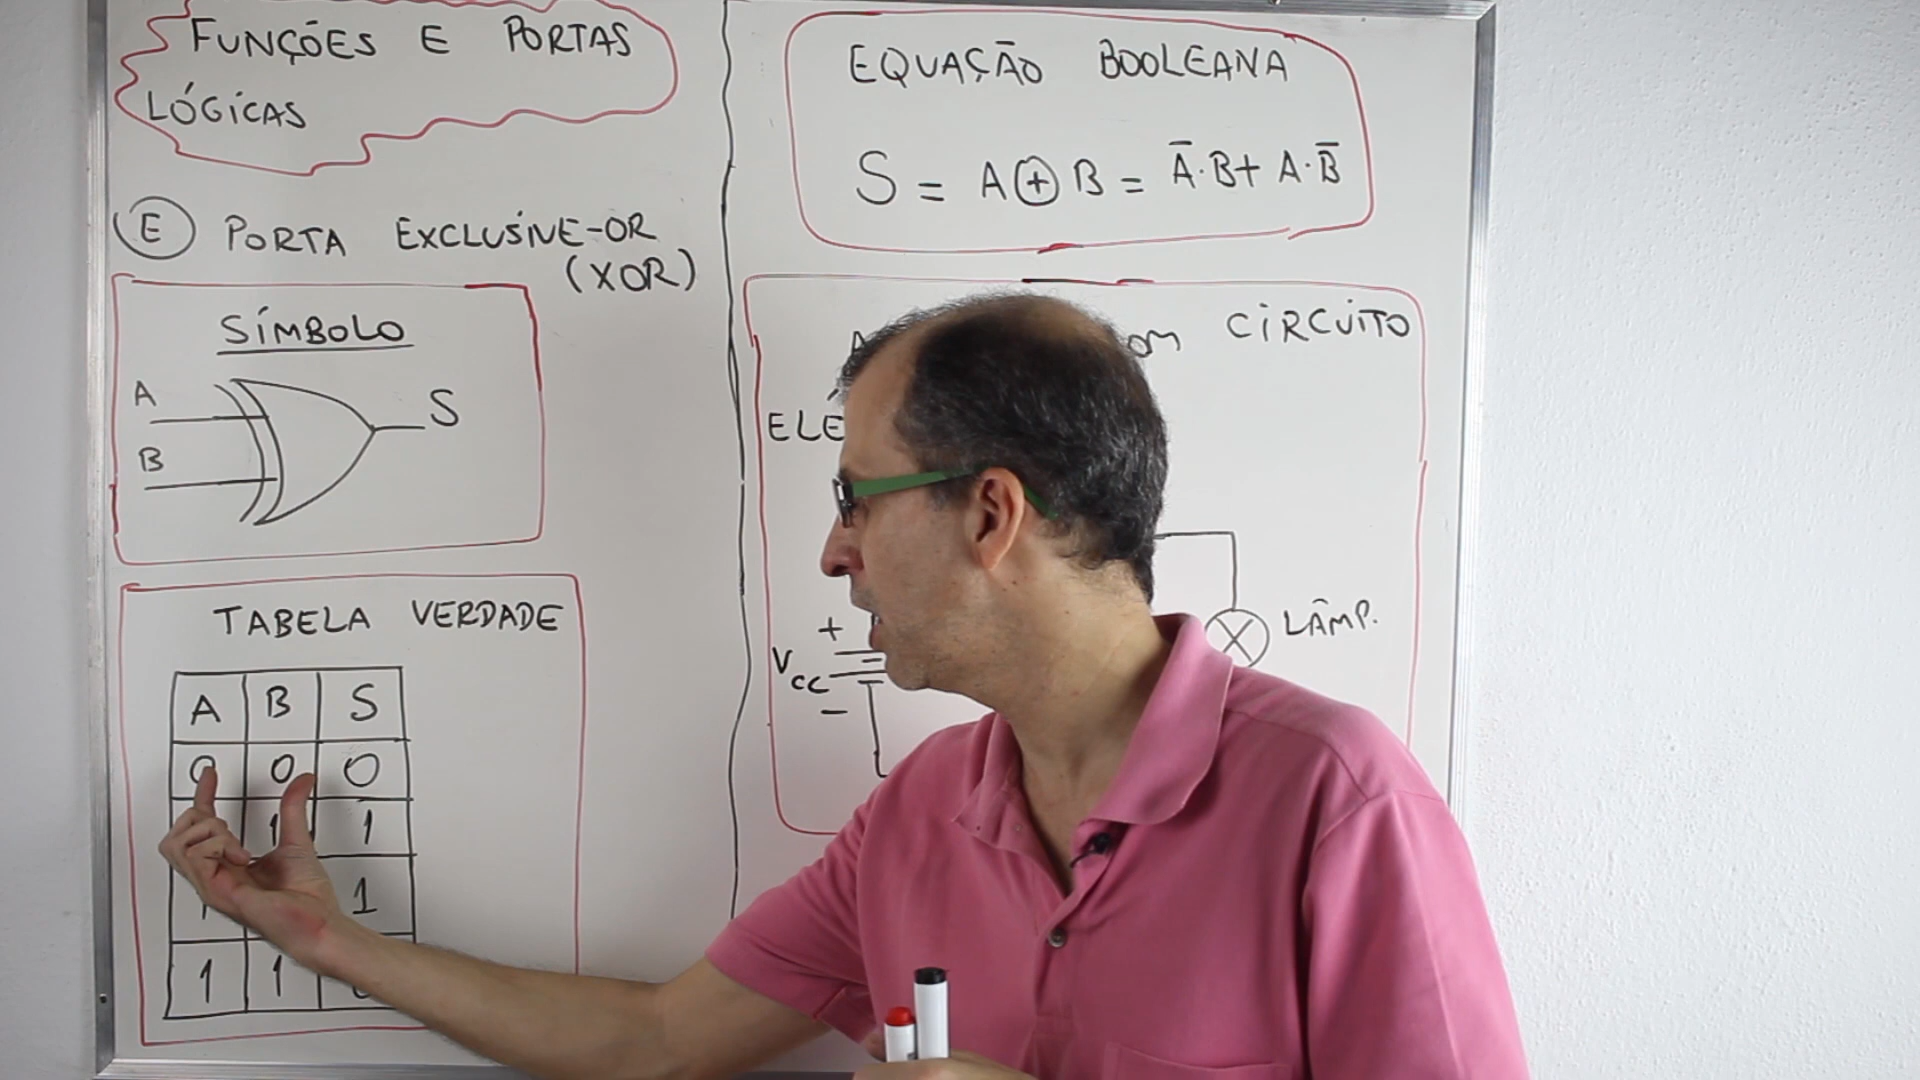 FUNÇÕES E PORTAS
LÓGICAS
E PORTA EXCLUSIVE-OR
(XOR)
SÍMBOLO
A
B
S
TABELA VERDADE
A B S
0 0 0
1 1
1
1 1
EQUAÇÃO BOOLEANA
S = A ⊕ B = A̅·B + A·B̅
CIRCUITO
+
Vcc
−
LÂMP.